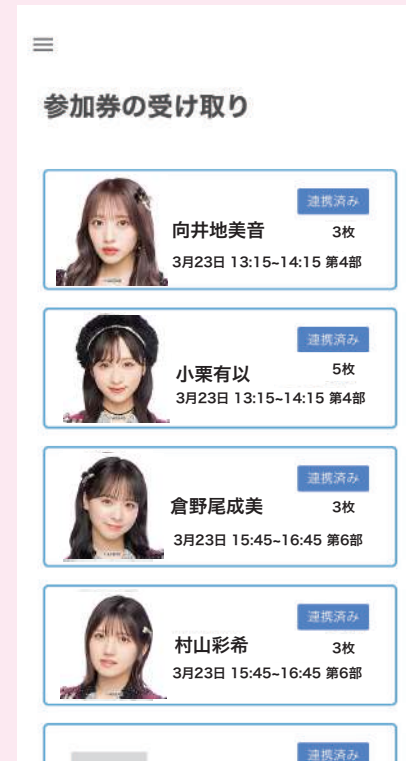 参加券の受け取り
連携済み
向井地美音
3枚
3月23日 13:15~14:15 第4部
連携済み
小栗有以
5枚
3月23日 13:15~14:15 第4部
連携済み
倉野尾成美
3枚
3月23日 15:45~16:45 第6部
連携済み
村山彩希
3枚
3月23日 15:45~16:45 第6部
連携済み